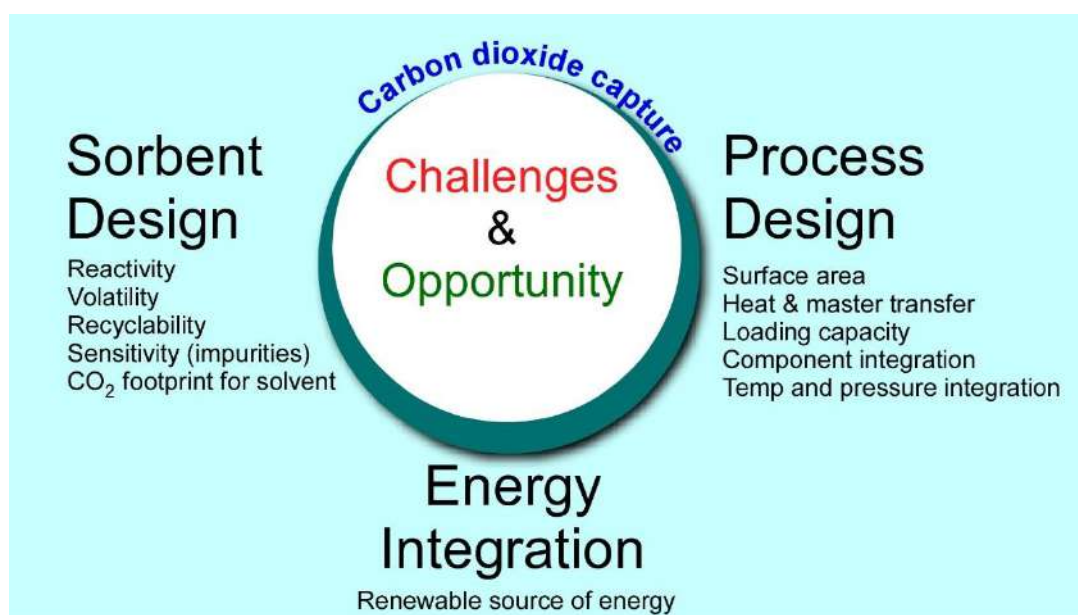 Carbon dioxide capture
Challenges
&
Opportunity
Sorbent
Design
Reactivity
Volatility
Recyclability
Sensitivity (impurities)
CO₂ footprint for solvent
Process
Design
Surface area
Heat & master transfer
Loading capacity
Component integration
Temp and pressure integration
Energy
Integration
Renewable source of energy